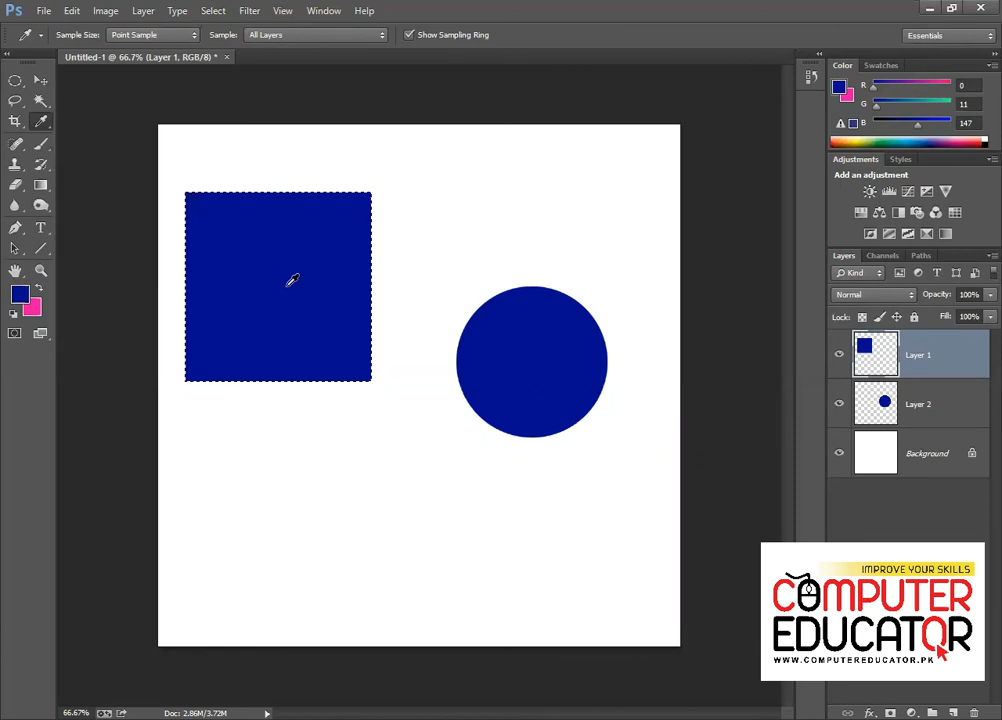 Ps File Edit Image Layer Type Select Filter View Window Help
Sample Size: Point Sample Sample: All Layers Show Sampling Ring Essentials
Untitled-1 @ 66.7% (Layer 1, RGB/8) * ×
Color Swatches
R 0
G 11
B 147
Adjustments Styles
Add an adjustment
Layers Channels Paths
Kind
Normal Opacity: 100%
Lock: Fill: 100%
Layer 1
Layer 2
Background
IMPROVE YOUR SKILLS
COMPUTER
EDUCATOR
WWW.COMPUTEREDUCATOR.PK
66.67% Doc: 2.86M/3.72M